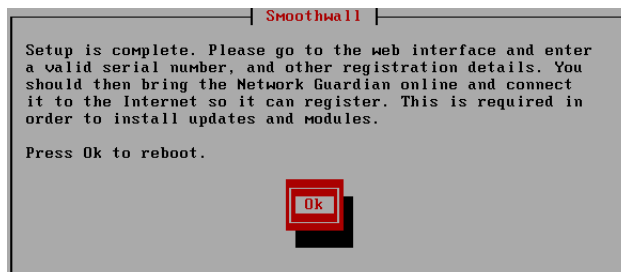 Smoothwall
Setup is complete. Please go to the web interface and enter
a valid serial number, and other registration details. You
should then bring the Network Guardian online and connect
it to the Internet so it can register. This is required in
order to install updates and modules.
Press Ok to reboot.
Ok